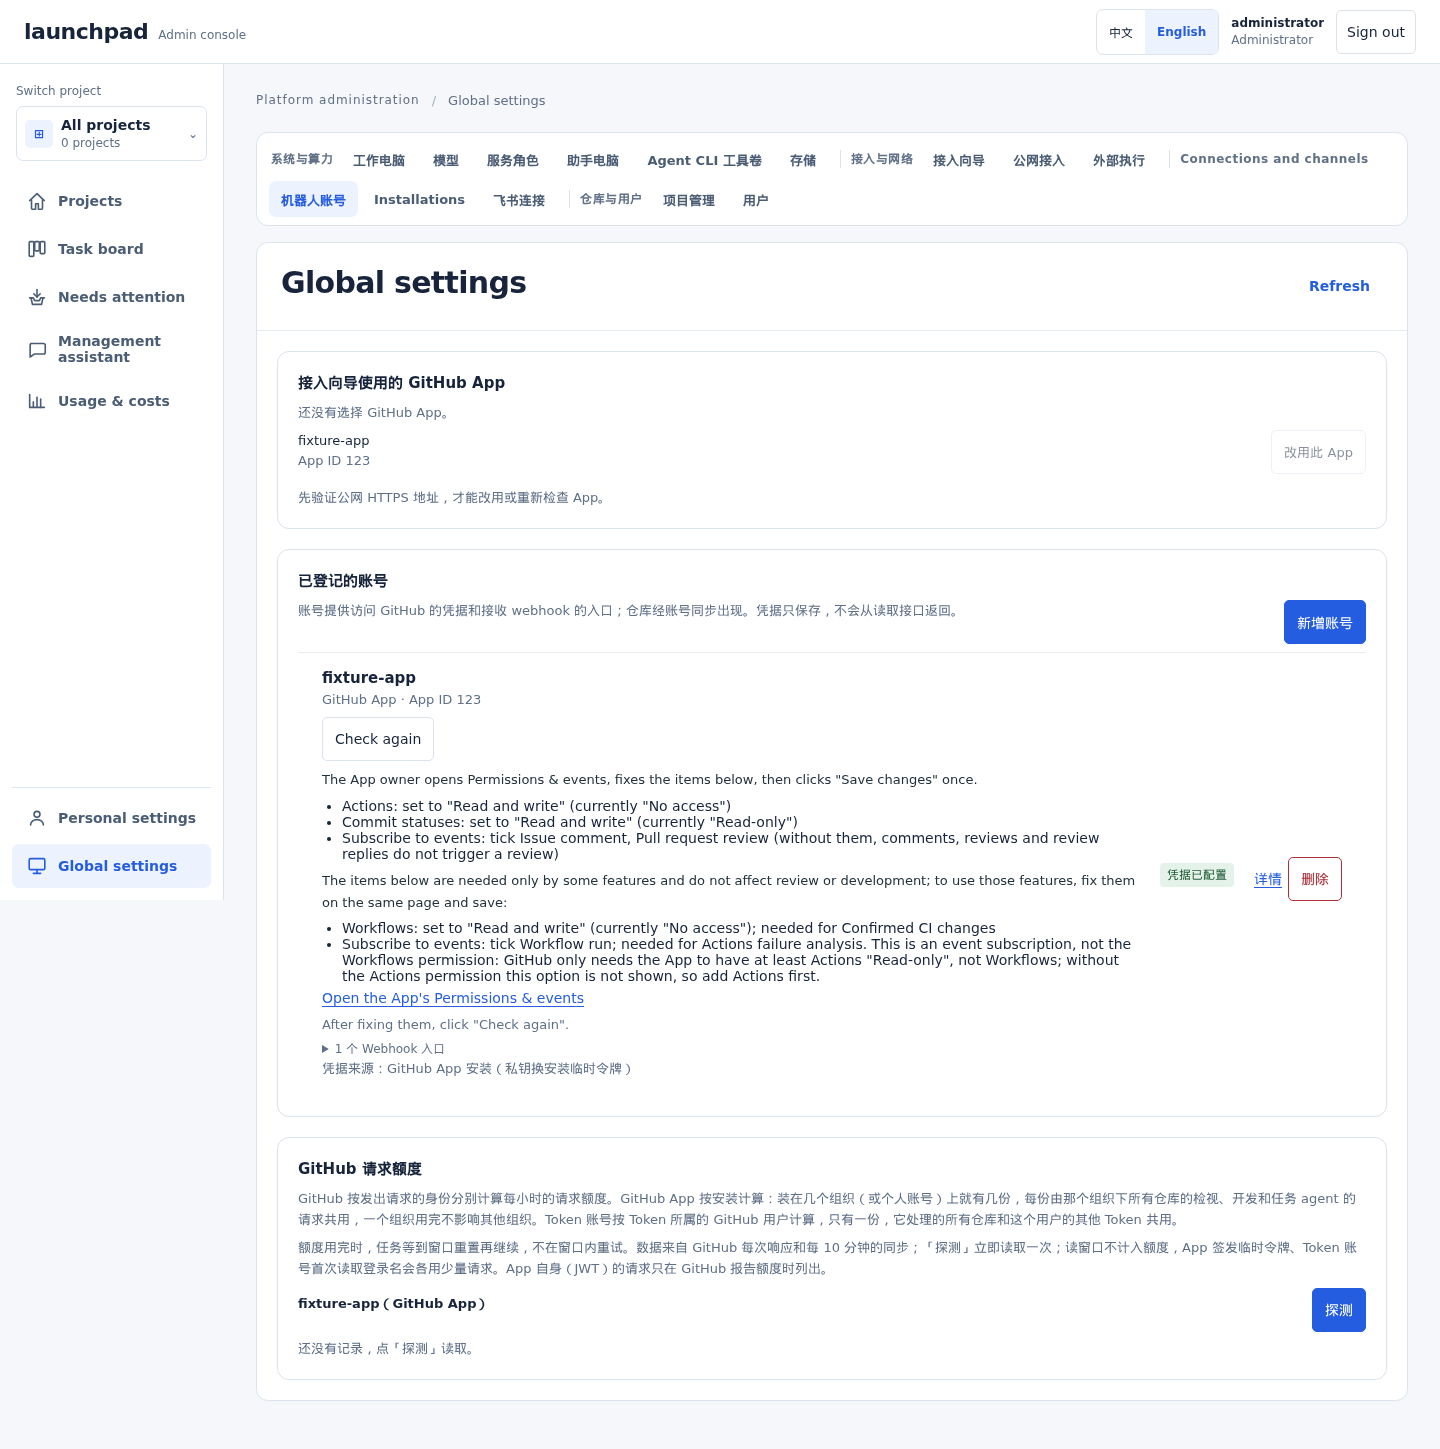 launchpad Admin console
中文 English
administrator
Administrator
Sign out
Switch project
All projects
0 projects
Projects
Task board
Needs attention
Management
assistant
Usage & costs
Personal settings
Global settings
Platform administration / Global settings
系统与算力 工作电脑 模型 服务角色 助手电脑 Agent CLI 工具卷 存储 接入与网络 接入向导 公网接入 外部执行 Connections and channels
机器人账号 Installations 飞书连接 仓库与用户 项目管理 用户
Global settings
Refresh
接入向导使用的 GitHub App
还没有选择 GitHub App。
fixture-app
App ID 123
改用此 App
先验证公网 HTTPS 地址，才能改用或重新检查 App。
已登记的账号
账号提供访问 GitHub 的凭据和接收 webhook 的入口；仓库经账号同步出现。凭据只保存，不会从读取接口返回。
新增账号
fixture-app
GitHub App · App ID 123
Check again
The App owner opens Permissions & events, fixes the items below, then clicks "Save changes" once.
• Actions: set to "Read and write" (currently "No access")
• Commit statuses: set to "Read and write" (currently "Read-only")
• Subscribe to events: tick Issue comment, Pull request review (without them, comments, reviews and review
replies do not trigger a review)
The items below are needed only by some features and do not affect review or development; to use those features, fix them
on the same page and save:
• Workflows: set to "Read and write" (currently "No access"); needed for Confirmed CI changes
• Subscribe to events: tick Workflow run; needed for Actions failure analysis. This is an event subscription, not the
Workflows permission: GitHub only needs the App to have at least Actions "Read-only", not Workflows; without
the Actions permission this option is not shown, so add Actions first.
Open the App's Permissions & events
After fixing them, click "Check again".
▶ 1 个 Webhook 入口
凭据来源：GitHub App 安装（私钥换安装临时令牌）
凭据已配置 详情 删除
GitHub 请求额度
GitHub 按发出请求的身份分别计算每小时的请求额度。GitHub App 按安装计算：装在几个组织（或个人账号）上就有几份，每份由那个组织下所有仓库的检视、开发和任务 agent 的
请求共用，一个组织用完不影响其他组织。Token 账号按 Token 所属的 GitHub 用户计算，只有一份，它处理的所有仓库和这个用户的其他 Token 共用。
额度用完时，任务等到窗口重置再继续，不在窗口内重试。数据来自 GitHub 每次响应和每 10 分钟的同步；「探测」立即读取一次；读窗口不计入额度，App 签发临时令牌、Token 账
号首次读取登录名会各用少量请求。App 自身（JWT）的请求只在 GitHub 报告额度时列出。
fixture-app（GitHub App）
探测
还没有记录，点「探测」读取。